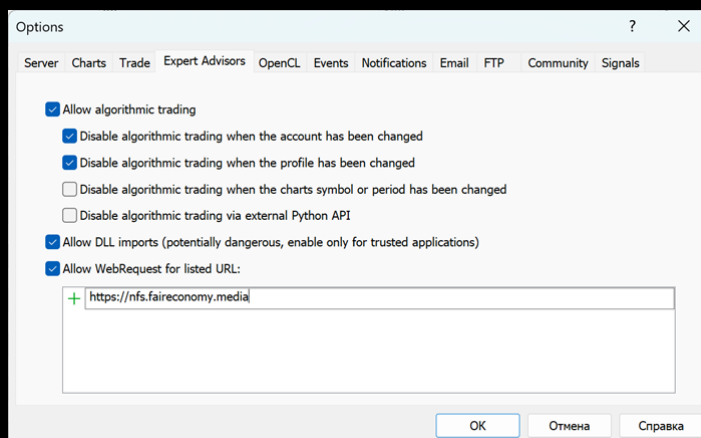 Options
?
Server Charts Trade Expert Advisors OpenCL Events Notifications Email FTP Community Signals
Allow algorithmic trading
Disable algorithmic trading when the account has been changed
Disable algorithmic trading when the profile has been changed
Disable algorithmic trading when the charts symbol or period has been changed
Disable algorithmic trading via external Python API
Allow DLL imports (potentially dangerous, enable only for trusted applications)
Allow WebRequest for listed URL:
https://nfs.faireconomy.media
OK Отмена Справка